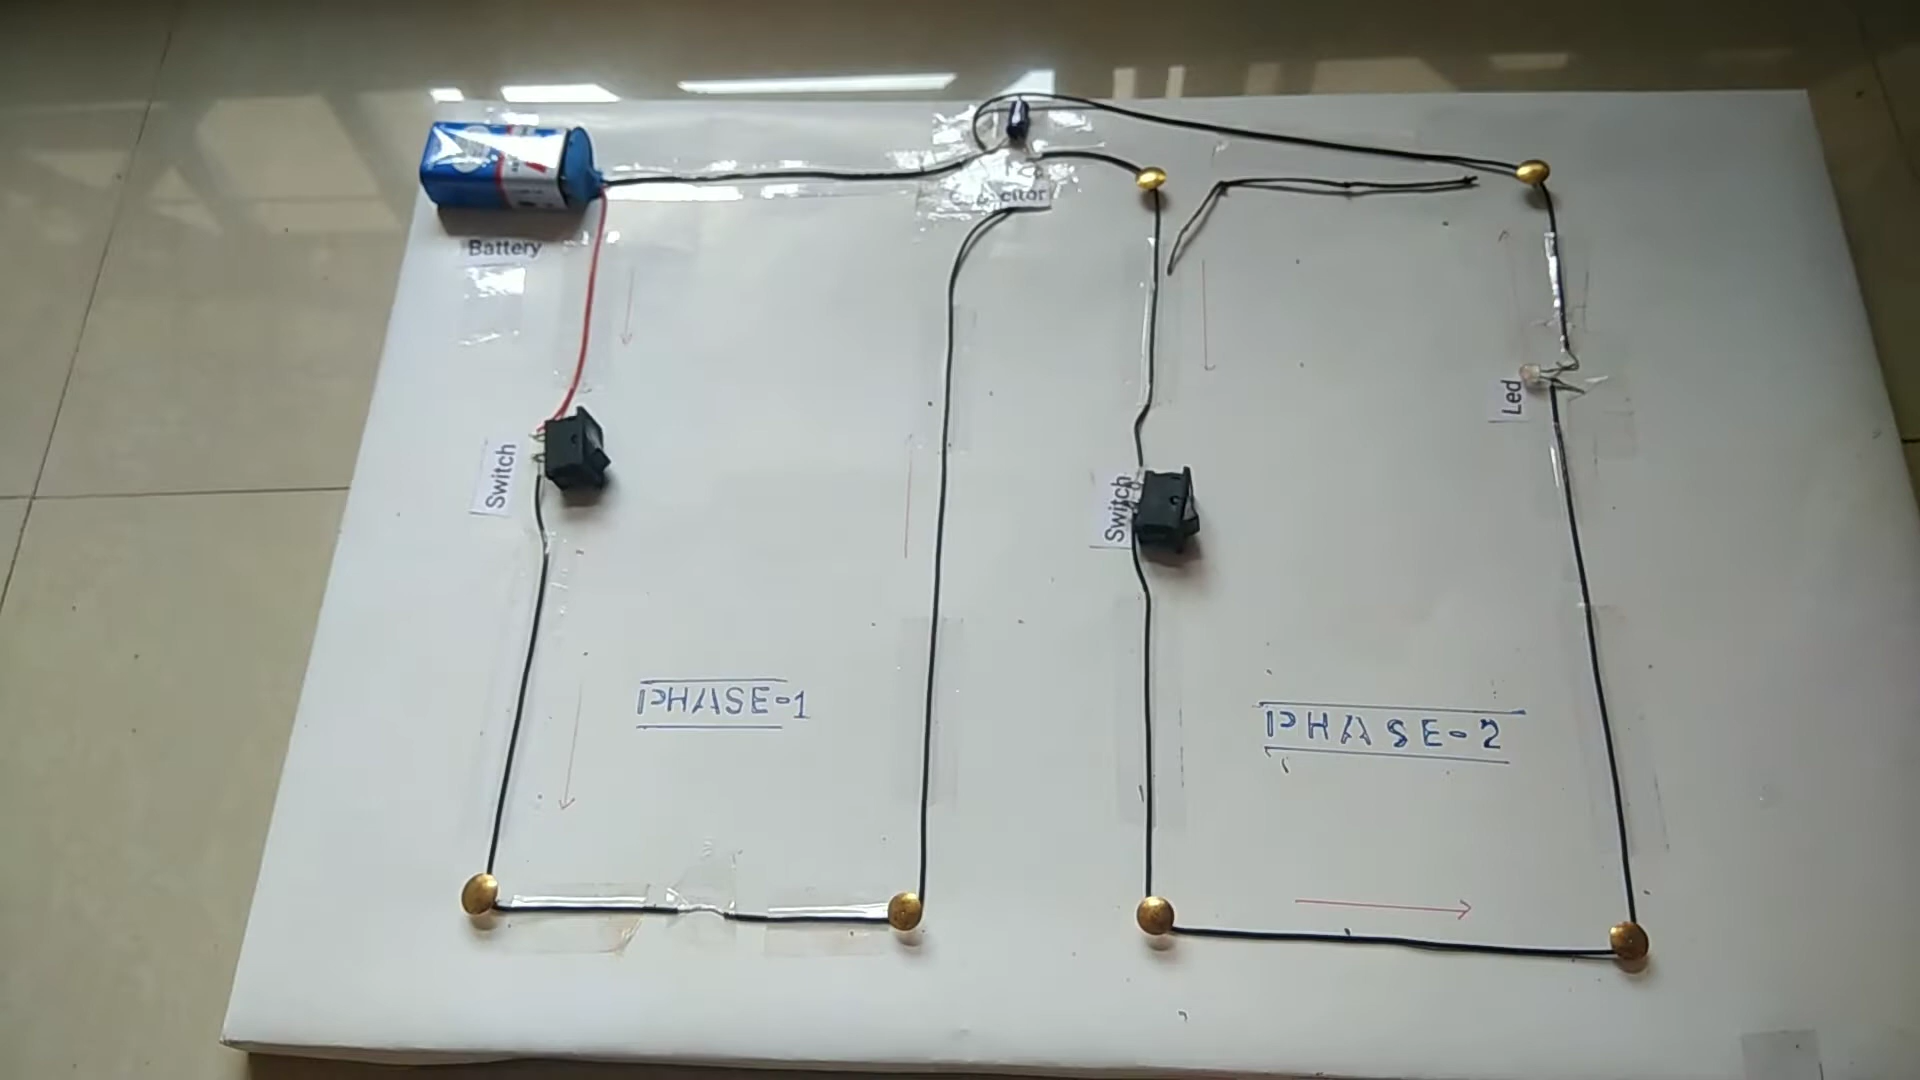 Battery
Switch
Switch
Led
PHASE-1
PHASE-2